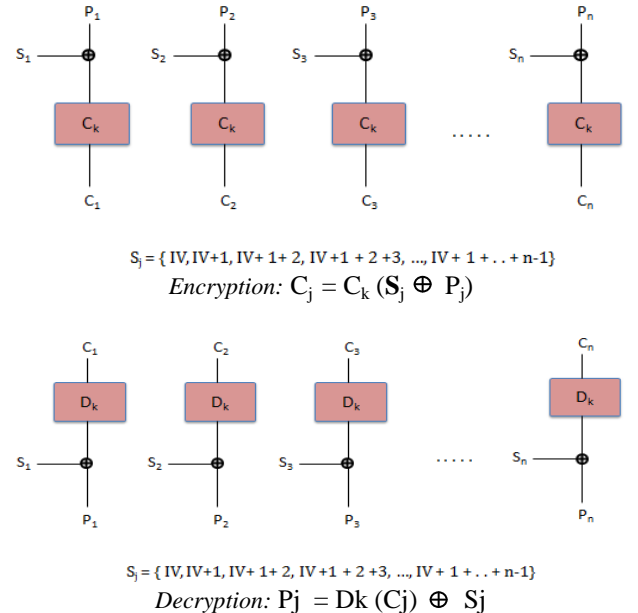 P₁ P₂ P₃ Pₙ
S₁ ⊕ S₂ ⊕ S₃ ⊕ Sₙ ⊕
Cₖ Cₖ Cₖ ..... Cₖ
C₁ C₂ C₃ Cₙ
Sⱼ = { IV, IV+1, IV+ 1+ 2, IV +1 + 2 +3, ..., IV + 1 + . . + n-1}
Encryption: Cⱼ = Cₖ (Sⱼ ⊕ Pⱼ)
C₁ C₂ C₃ Cₙ
Dₖ Dₖ Dₖ Dₖ
S₁ ⊕ S₂ ⊕ S₃ ⊕ ..... Sₙ ⊕
P₁ P₂ P₃ Pₙ
Sⱼ = { IV, IV+1, IV+ 1+ 2, IV +1 + 2 +3, ..., IV + 1 + . . + n-1}
Decryption: Pj = Dk (Cj) ⊕ Sj